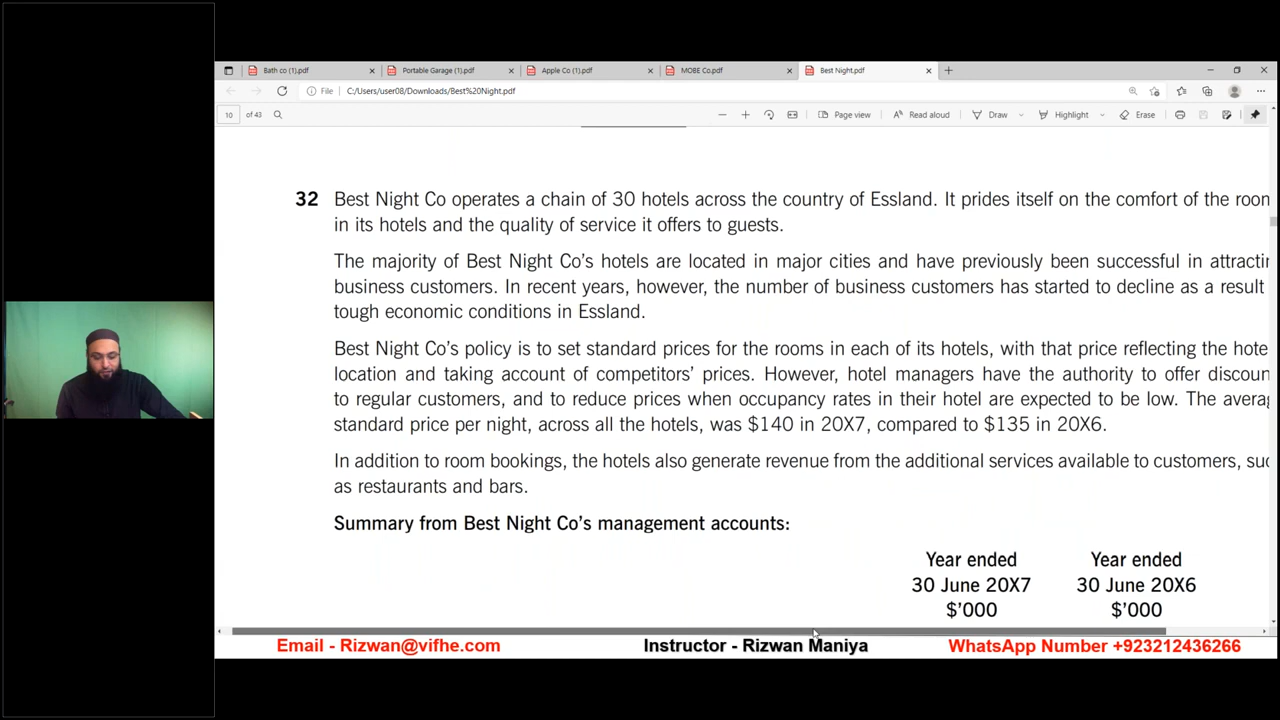 Bath co (1).pdf
Portable Garage (1).pdf
Apple Co (1).pdf
MOBE Co.pdf
Best Night.pdf
File
C:/Users/user08/Downloads/Best%20Night.pdf
10 of 43
Page view
Read aloud
Draw
Highlight
Erase
32 Best Night Co operates a chain of 30 hotels across the country of Essland. It prides itself on the comfort of the room
in its hotels and the quality of service it offers to guests.
The majority of Best Night Co's hotels are located in major cities and have previously been successful in attractin
business customers. In recent years, however, the number of business customers has started to decline as a result
tough economic conditions in Essland.
Best Night Co's policy is to set standard prices for the rooms in each of its hotels, with that price reflecting the hote
location and taking account of competitors' prices. However, hotel managers have the authority to offer discoun
to regular customers, and to reduce prices when occupancy rates in their hotel are expected to be low. The averag
standard price per night, across all the hotels, was $140 in 20X7, compared to $135 in 20X6.
In addition to room bookings, the hotels also generate revenue from the additional services available to customers, suc
as restaurants and bars.
Summary from Best Night Co's management accounts:
Year ended Year ended
30 June 20X7 30 June 20X6
$'000 $'000
Email - Rizwan@vifhe.com Instructor - Rizwan Maniya WhatsApp Number +923212436266